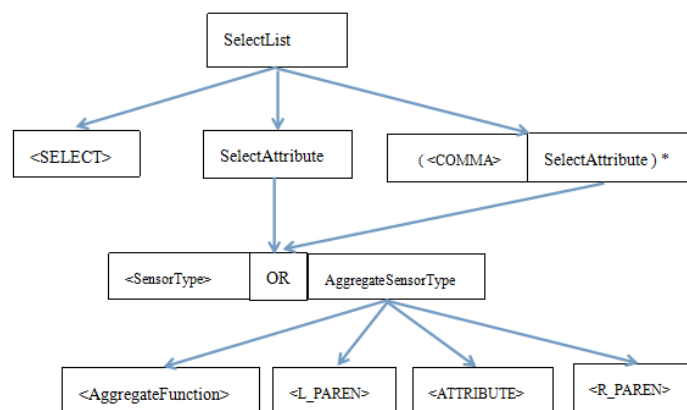 SelectList
<SELECT>
SelectAttribute
( <COMMA>
SelectAttribute ) *
<SensorType>
OR
AggregateSensorType
<AggregateFunction>
<L_PAREN>
<ATTRIBUTE>
<R_PAREN>